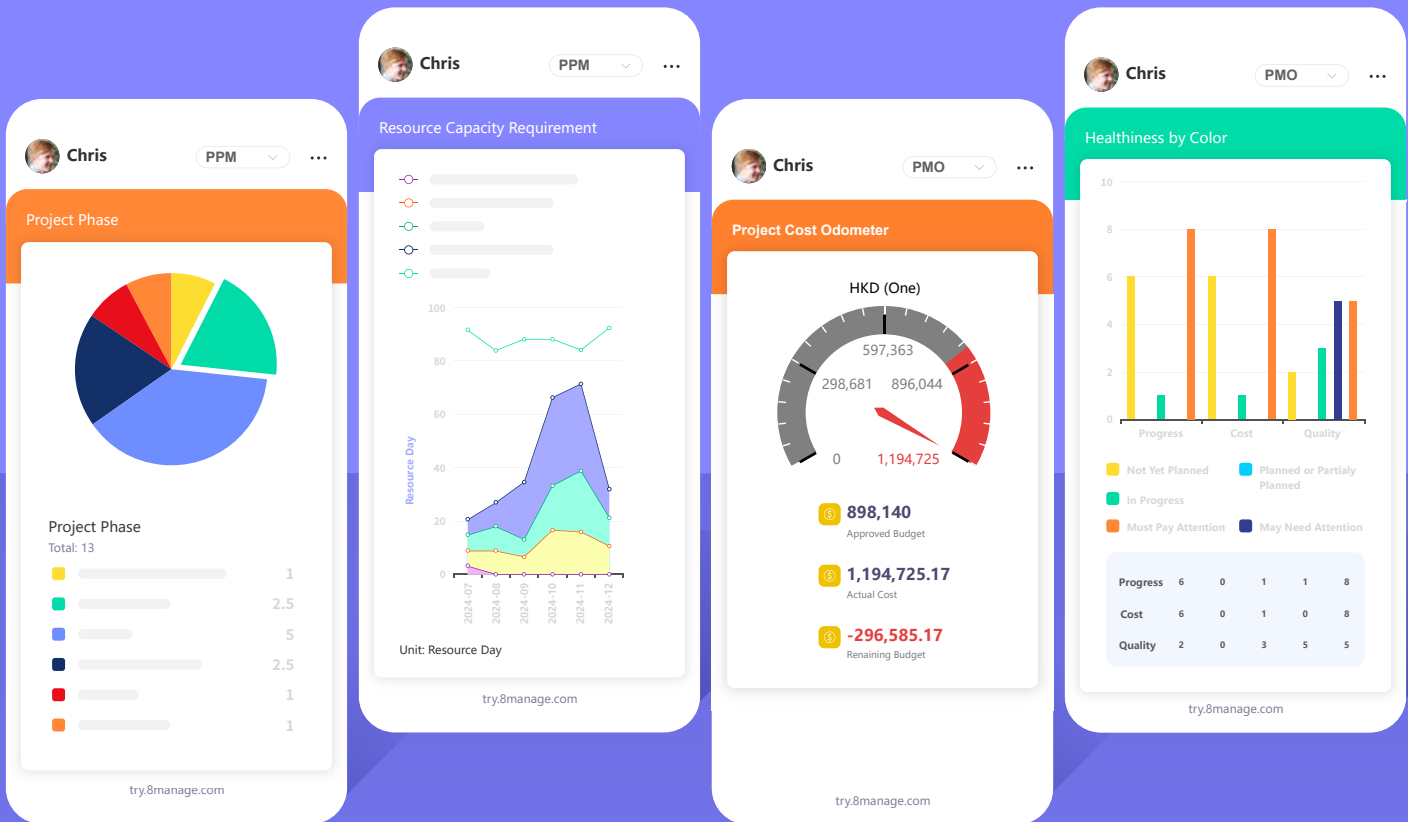 Chris
PPM
Project Phase
Project Phase
Total: 13
1
2.5
5
2.5
1
1
try.8manage.com
Chris
PPM
Resource Capacity Requirement
100
80
60
40
20
0
Resource Day
2024-07
2024-08
2024-09
2024-10
2024-11
2024-12
Unit: Resource Day
try.8manage.com
Chris
PMO
Project Cost Odometer
HKD (One)
597,363
298,681 896,044
0 1,194,725
898,140
Approved Budget
1,194,725.17
Actual Cost
-296,585.17
Renaining Budget
try.8manage.com
Chris
PMO
Healthiness by Color
10
8
6
4
2
0
Progress Cost Quality
Not Yet Planned
Planned or Partialy
Planned
In Progress
Must Pay Attention
May Need Attention
Progress 6 0 1 1 8
Cost 6 0 1 0 8
Quality 2 0 3 5 5
try.8manage.com